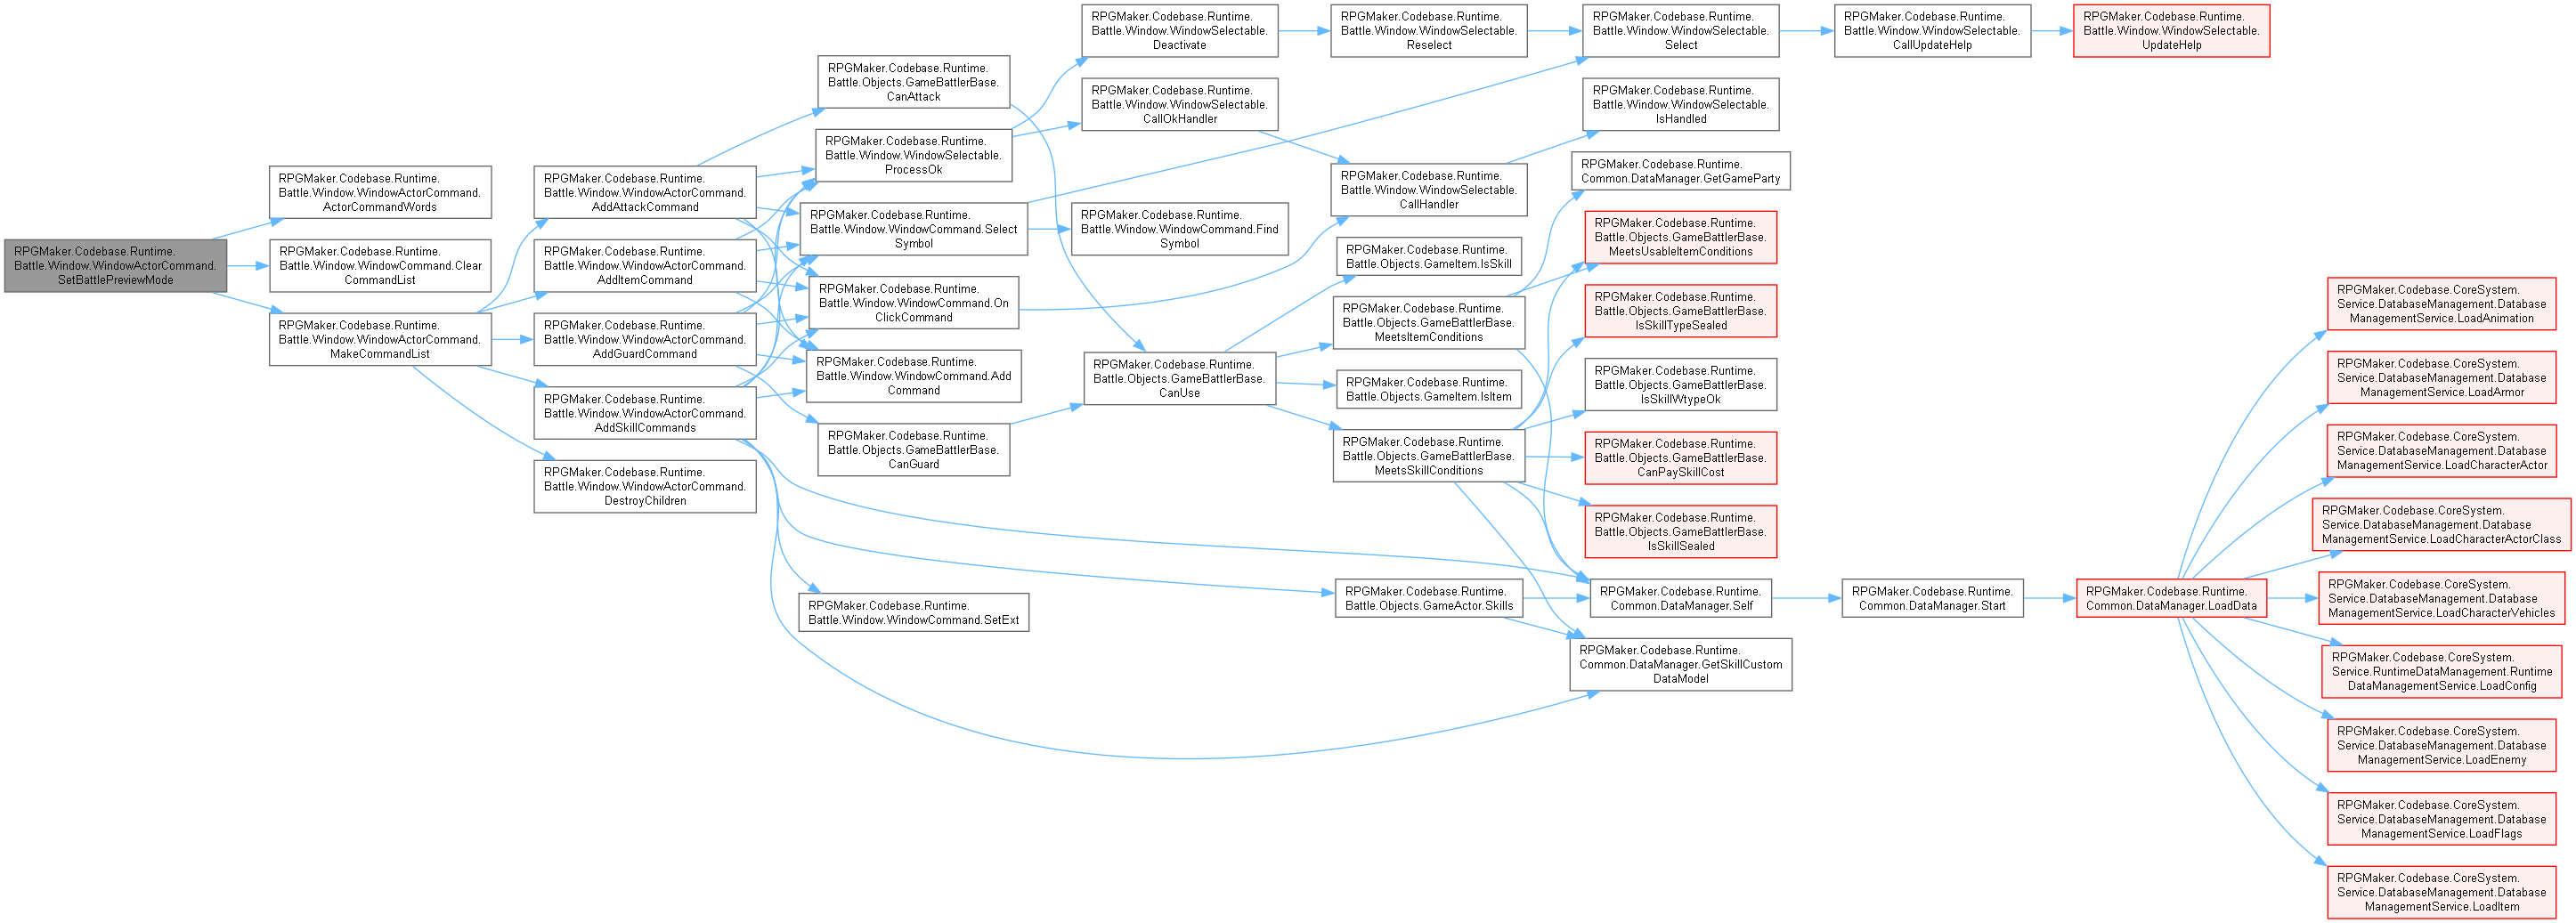 RPGMaker.Codebase.Runtime.
Battle.Window.WindowActorCommand.
SetBattlePreviewMode
RPGMaker.Codebase.Runtime.
Battle.Window.WindowActorCommand.
ActorCommandWords
RPGMaker.Codebase.Runtime.
Battle.Window.WindowCommand.Clear
CommandList
RPGMaker.Codebase.Runtime.
Battle.Window.WindowActorCommand.
MakeCommandList
RPGMaker.Codebase.Runtime.
Battle.Window.WindowActorCommand.
AddAttackCommand
RPGMaker.Codebase.Runtime.
Battle.Window.WindowActorCommand.
AddItemCommand
RPGMaker.Codebase.Runtime.
Battle.Window.WindowActorCommand.
AddGuardCommand
RPGMaker.Codebase.Runtime.
Battle.Window.WindowActorCommand.
AddSkillCommands
RPGMaker.Codebase.Runtime.
Battle.Window.WindowActorCommand.
DestroyChildren
RPGMaker.Codebase.Runtime.
Battle.Objects.GameBattlerBase.
CanAttack
RPGMaker.Codebase.Runtime.
Battle.Window.WindowSelectable.
ProcessOk
RPGMaker.Codebase.Runtime.
Battle.Window.WindowCommand.Select
Symbol
RPGMaker.Codebase.Runtime.
Battle.Window.WindowCommand.On
ClickCommand
RPGMaker.Codebase.Runtime.
Battle.Window.WindowCommand.Add
Command
RPGMaker.Codebase.Runtime.
Battle.Objects.GameBattlerBase.
CanGuard
RPGMaker.Codebase.Runtime.
Battle.Window.WindowCommand.SetExt
RPGMaker.Codebase.Runtime.
Battle.Window.WindowSelectable.
Deactivate
RPGMaker.Codebase.Runtime.
Battle.Window.WindowSelectable.
CallOkHandler
RPGMaker.Codebase.Runtime.
Battle.Window.WindowCommand.Find
Symbol
RPGMaker.Codebase.Runtime.
Battle.Objects.GameBattlerBase.
CanUse
RPGMaker.Codebase.Runtime.
Battle.Window.WindowSelectable.
Reselect
RPGMaker.Codebase.Runtime.
Battle.Window.WindowSelectable.
CallHandler
RPGMaker.Codebase.Runtime.
Battle.Objects.GameItem.IsSkill
RPGMaker.Codebase.Runtime.
Battle.Objects.GameBattlerBase.
MeetsItemConditions
RPGMaker.Codebase.Runtime.
Battle.Objects.GameItem.IsItem
RPGMaker.Codebase.Runtime.
Battle.Objects.GameBattlerBase.
MeetsSkillConditions
RPGMaker.Codebase.Runtime.
Battle.Objects.GameActor.Skills
RPGMaker.Codebase.Runtime.
Battle.Window.WindowSelectable.
Select
RPGMaker.Codebase.Runtime.
Battle.Window.WindowSelectable.
IsHandled
RPGMaker.Codebase.Runtime.
Common.DataManager.GetGameParty
RPGMaker.Codebase.Runtime.
Battle.Objects.GameBattlerBase.
MeetsUsableItemConditions
RPGMaker.Codebase.Runtime.
Battle.Objects.GameBattlerBase.
IsSkillTypeSealed
RPGMaker.Codebase.Runtime.
Battle.Objects.GameBattlerBase.
IsSkillWtypeOk
RPGMaker.Codebase.Runtime.
Battle.Objects.GameBattlerBase.
CanPaySkillCost
RPGMaker.Codebase.Runtime.
Battle.Objects.GameBattlerBase.
IsSkillSealed
RPGMaker.Codebase.Runtime.
Common.DataManager.Self
RPGMaker.Codebase.Runtime.
Common.DataManager.GetSkillCustom
DataModel
RPGMaker.Codebase.Runtime.
Battle.Window.WindowSelectable.
CallUpdateHelp
RPGMaker.Codebase.Runtime.
Common.DataManager.Start
RPGMaker.Codebase.Runtime.
Battle.Window.WindowSelectable.
UpdateHelp
RPGMaker.Codebase.Runtime.
Common.DataManager.LoadData
RPGMaker.Codebase.CoreSystem.
Service.DatabaseManagement.Database
ManagementService.LoadAnimation
RPGMaker.Codebase.CoreSystem.
Service.DatabaseManagement.Database
ManagementService.LoadArmor
RPGMaker.Codebase.CoreSystem.
Service.DatabaseManagement.Database
ManagementService.LoadCharacterActor
RPGMaker.Codebase.CoreSystem.
Service.DatabaseManagement.Database
ManagementService.LoadCharacterActorClass
RPGMaker.Codebase.CoreSystem.
Service.DatabaseManagement.Database
ManagementService.LoadCharacterVehicles
RPGMaker.Codebase.CoreSystem.
Service.RuntimeDataManagement.Runtime
DataManagementService.LoadConfig
RPGMaker.Codebase.CoreSystem.
Service.DatabaseManagement.Database
ManagementService.LoadEnemy
RPGMaker.Codebase.CoreSystem.
Service.DatabaseManagement.Database
ManagementService.LoadFlags
RPGMaker.Codebase.CoreSystem.
Service.DatabaseManagement.Database
ManagementService.LoadItem